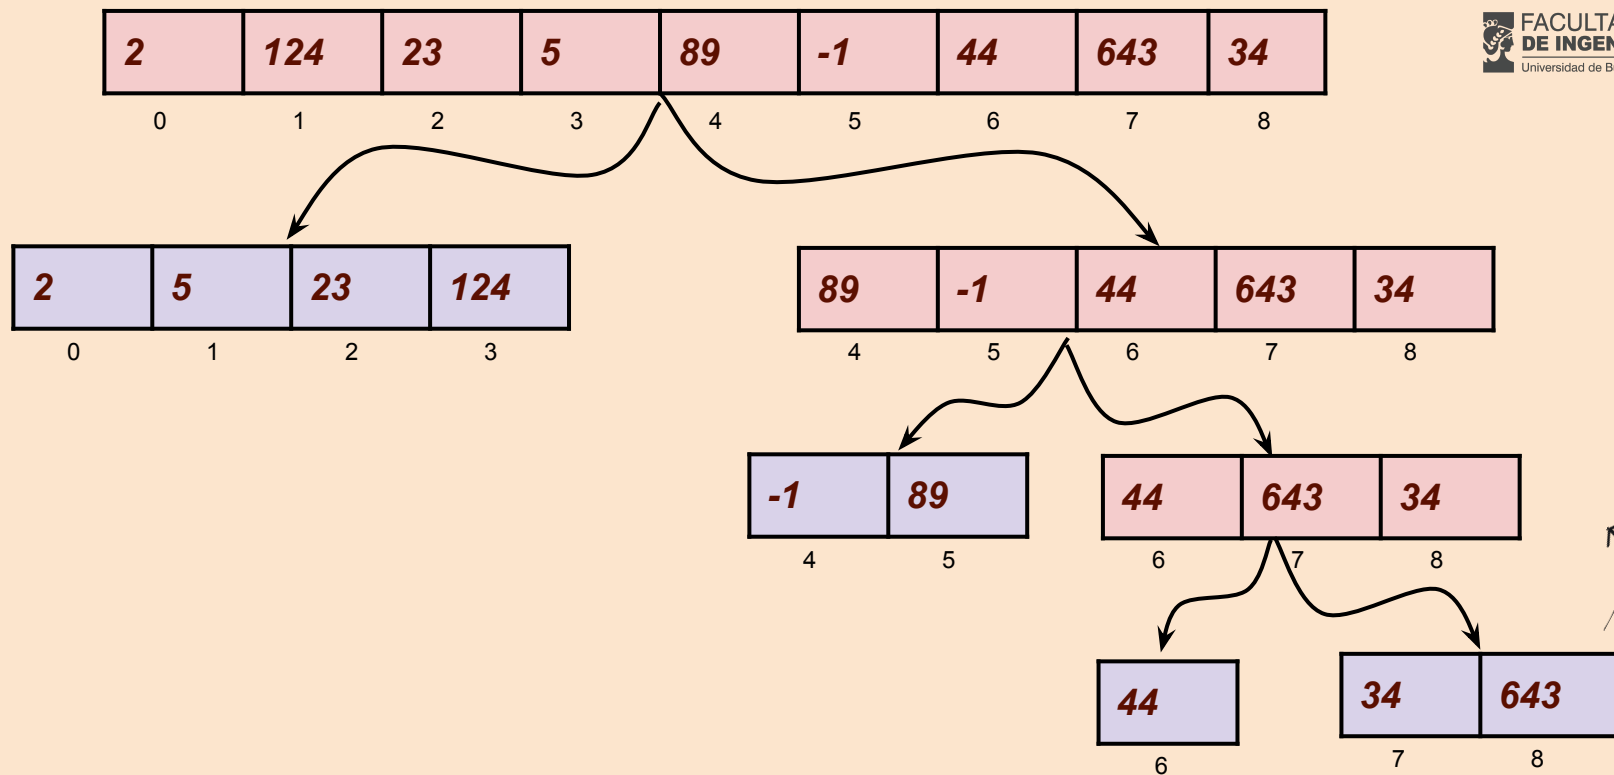 2 124 23 5 89 -1 44 643 34
0 1 2 3 4 5 6 7 8
FACULTA
DE INGEN
Universidad de B
2 5 23 124
0 1 2 3
89 -1 44 643 34
4 5 6 7 8
-1 89
4 5
44 643 34
6 7 8
44
6
34 643
7 8